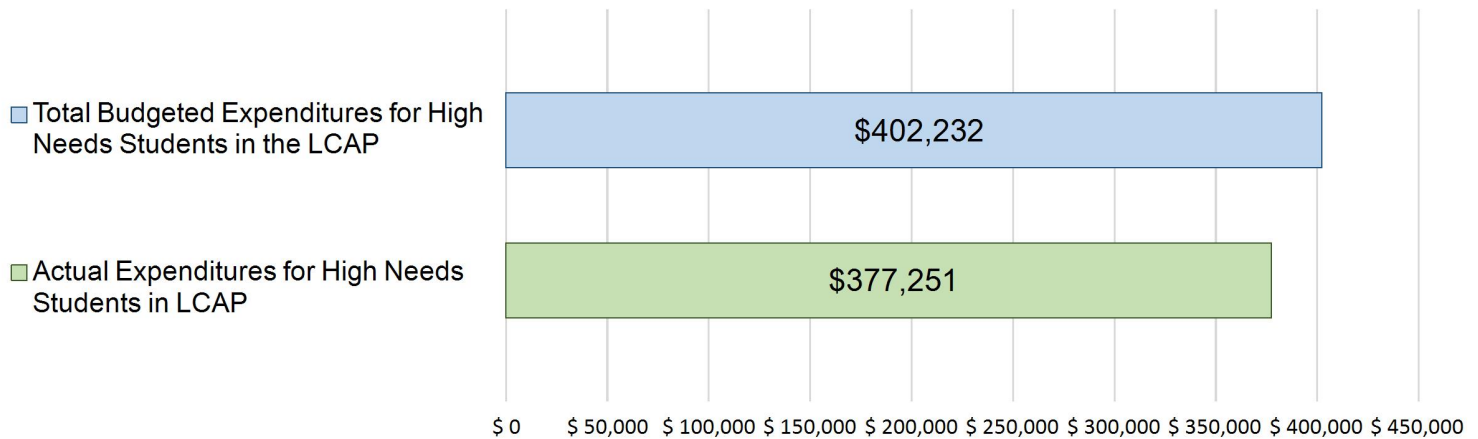 Total Budgeted Expenditures for High
Needs Students in the LCAP
$402,232
Actual Expenditures for High Needs
Students in LCAP
$377,251
$ 0 $ 50,000 $ 100,000 $ 150,000 $ 200,000 $ 250,000 $ 300,000 $ 350,000 $ 400,000 $ 450,000